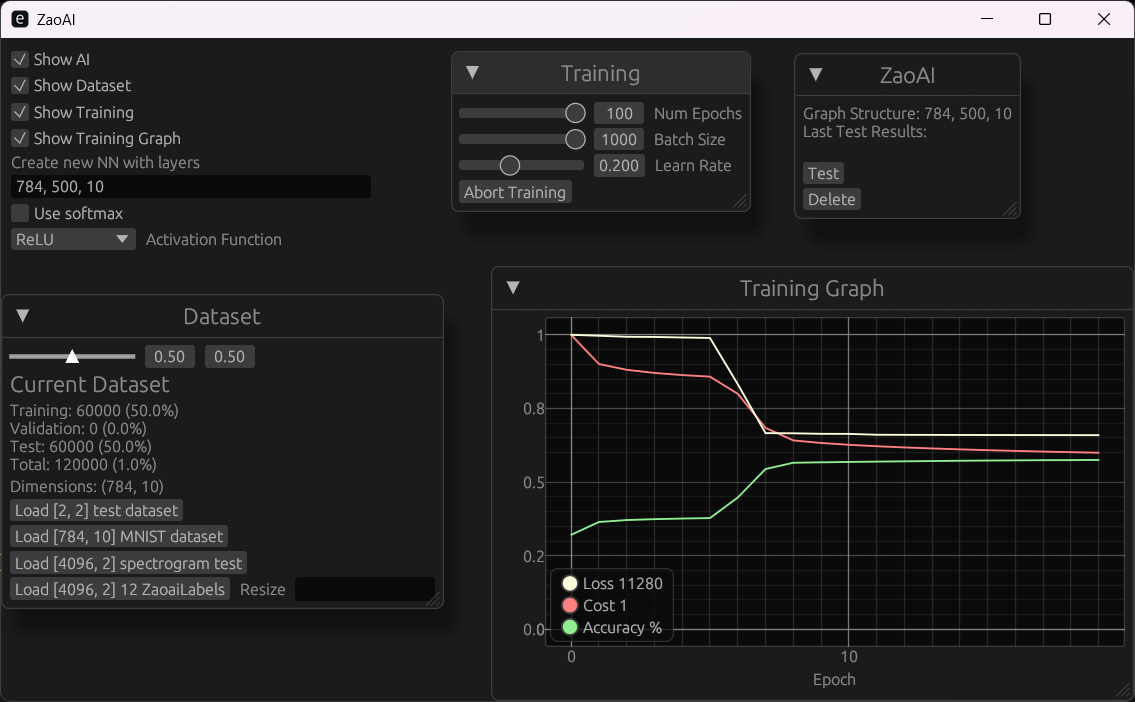 e ZaoAI
Show AI
Show Dataset
Show Training
Show Training Graph
Create new NN with layers
784, 500, 10
Use softmax
ReLU Activation Function
Training
100 Num Epochs
1000 Batch Size
0.200 Learn Rate
Abort Training
ZaoAI
Graph Structure: 784, 500, 10
Last Test Results:
Test
Delete
Dataset
0.50 0.50
Current Dataset
Training: 60000 (50.0%)
Validation: 0 (0.0%)
Test: 60000 (50.0%)
Total: 120000 (1.0%)
Dimensions: (784, 10)
Load [2, 2] test dataset
Load [784, 10] MNIST dataset
Load [4096, 2] spectrogram test
Load [4096, 2] 12 ZaoaiLabels Resize
Training Graph
1
0.8
0.5
0.2
0.0
Loss 11280
Cost 1
Accuracy %
0 10
Epoch